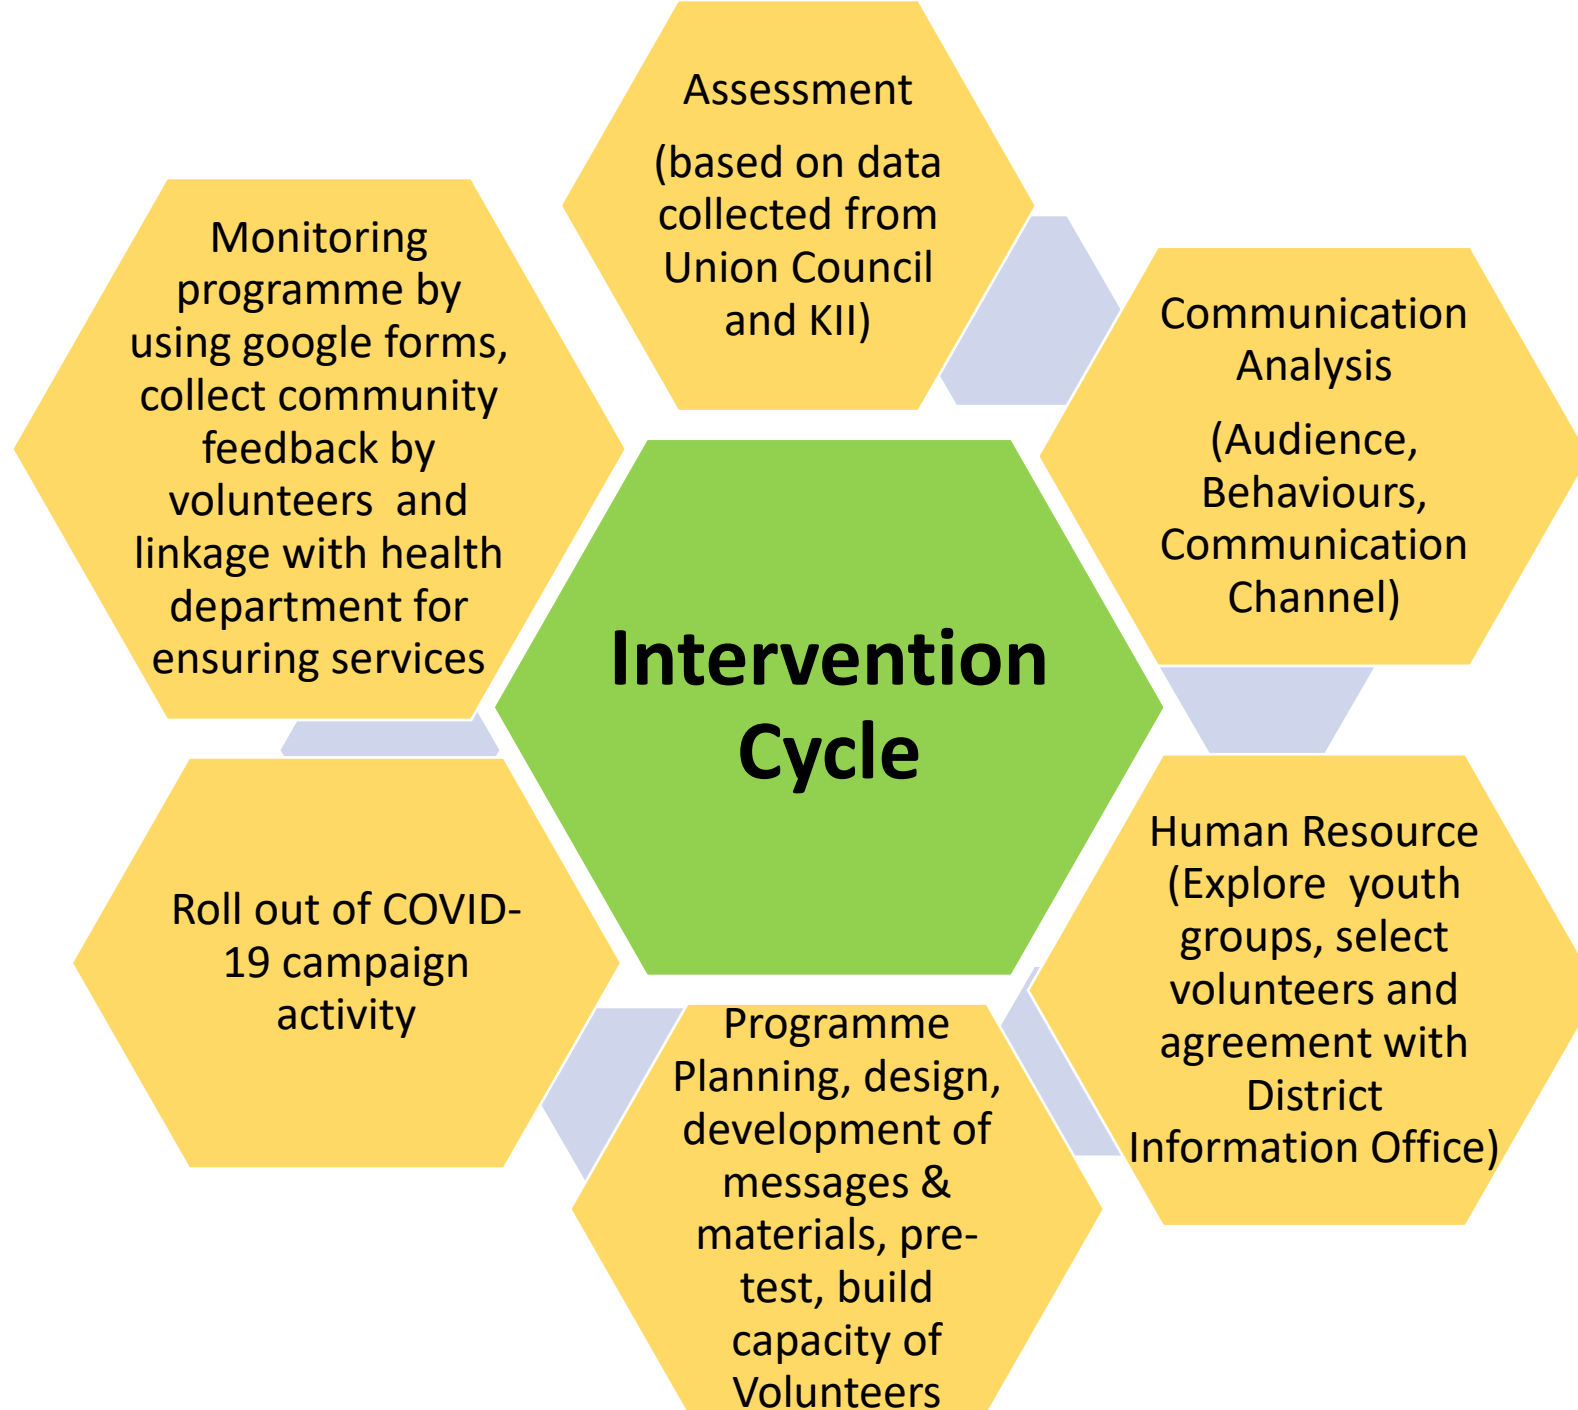 Assessment
(based on data
collected from
Union Council
and KII)
Communication
Analysis
(Audience,
Behaviours,
Communication
Channel)
Human Resource
(Explore  youth
groups, select
volunteers and
agreement with
District
Information Office)
Programme
Planning, design,
development of
messages &
materials, pre-
test, build
capacity of
Volunteers
Roll out of COVID-
19 campaign
activity
Monitoring
programme by
using google forms,
collect community
feedback by
volunteers  and
linkage with health
department for
ensuring services
Intervention
Cycle